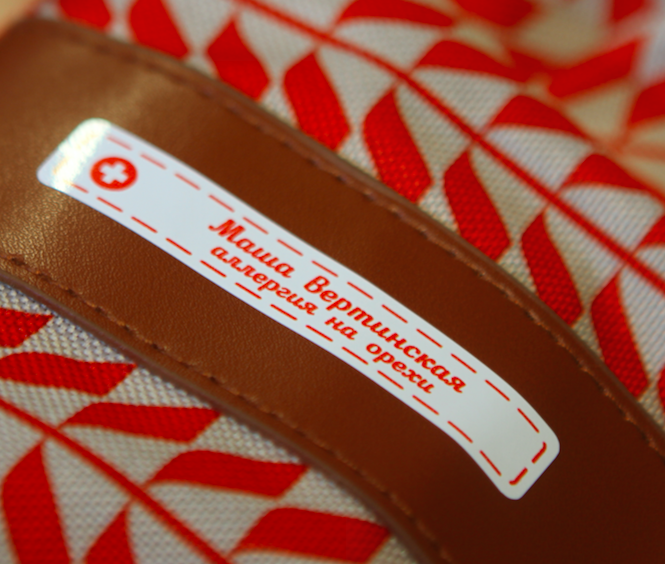 Маша Вертинская
аллергия на орехи